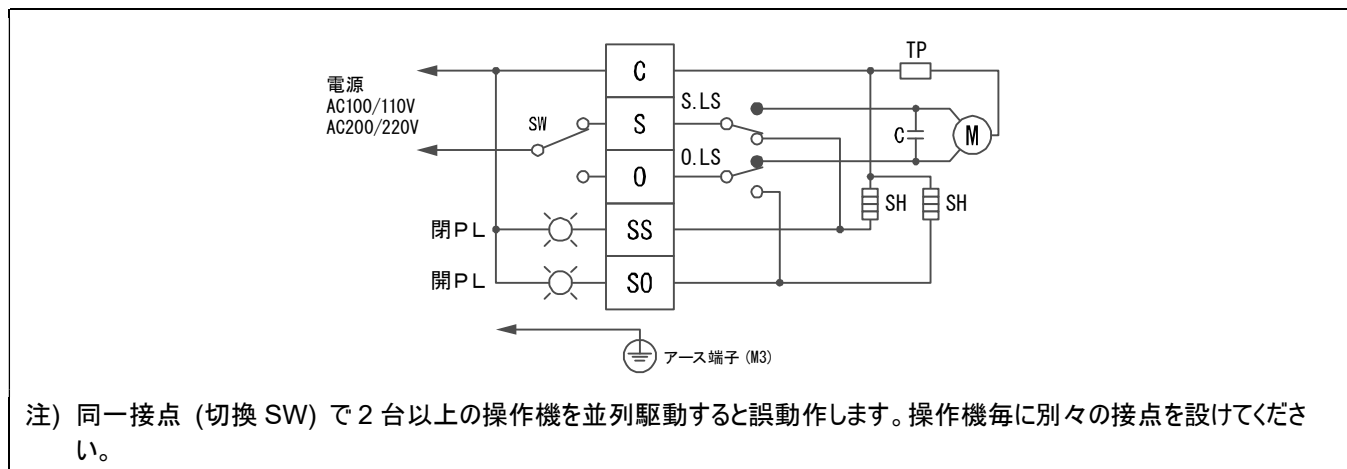 電源
AC100/110V
AC200/220V
SW
C
S
O
SS
SO
S.LS
O.LS
TP
C
M
SH
SH
閉PL
開PL
アース端子 (M3)
注) 同一接点 (切換 SW) で 2 台以上の操作機を並列駆動すると誤動作します。操作機毎に別々の接点を設けてくださ
い。